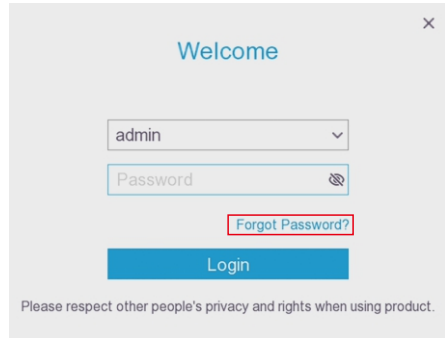 Welcome
admin
Password
Forgot Password?
Login
Please respect other people's privacy and rights when using product.